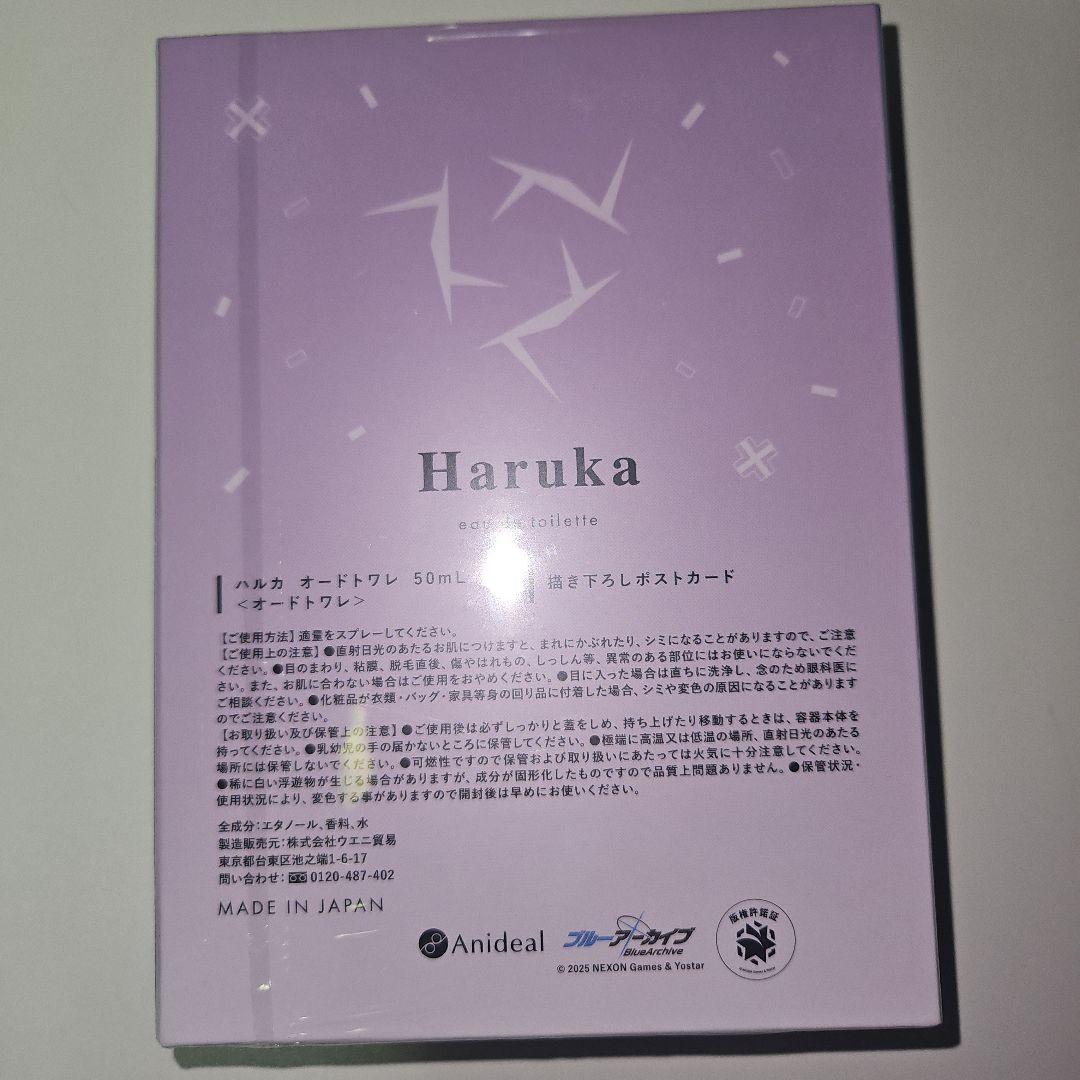 Haruka
eau de toilette
ハルカ オードトワレ 50mL
<オードトワレ>
描き下ろしポストカード
【ご使用方法】適量をスプレーしてください。
【ご使用上の注意】●直射日光のあたるお肌につけますと、まれにかぶれたり、シミになることがありますので、ご注意
ください。●目のまわり、粘膜、脱毛直後、傷やはれもの、しっしん等、異常のある部位にはお使いにならないでくだ
さい。また、お肌に合わない場合はご使用をおやめください。●目に入った場合は直ちに洗浄し、念のため眼科医に
ご相談ください。●化粧品が衣類・バッグ・家具等身の回り品に付着した場合、シミや変色の原因になることがあります
のでご注意ください。
【お取り扱い及び保管上の注意】●ご使用後は必ずしっかりと蓋をしめ、持ち上げたり移動するときは、容器本体を
持ってください。●乳幼児の手の届かないところに保管してください。●極端に高温又は低温の場所、直射日光のあたる
場所には保管しないでください。●可燃性ですので保管および取り扱いにあたっては火気に十分注意してください。
●稀に白い浮遊物が生じる場合がありますが、成分が固形化したものですので品質上問題ありません。●保管状況・
使用状況により、変色する事がありますので開封後は早めにお使いください。
全成分:エタノール、香料、水
製造販売元:株式会社ウエニ貿易
東京都台東区池之端1-6-17
問い合わせ: 0120-487-402
MADE IN JAPAN
Anideal
ブルーアーカイブ
BlueArchive
© 2025 NEXON Games & Yostar
版権許諾証